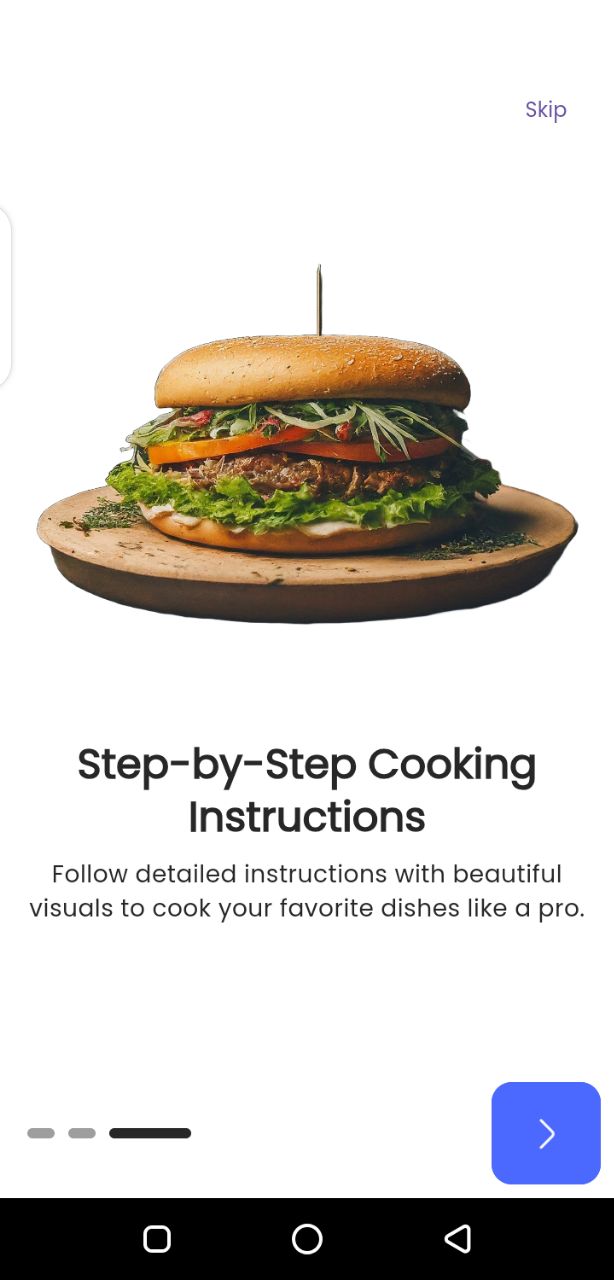 Skip
Step-by-Step Cooking
Instructions
Follow detailed instructions with beautiful
visuals to cook your favorite dishes like a pro.